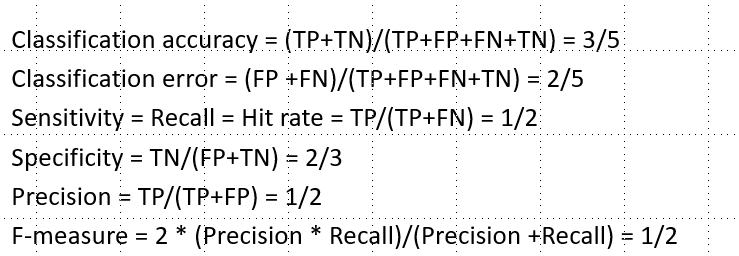 Classification accuracy = (TP+TN)/(TP+FP+FN+TN) = 3/5
Classification error = (FP +FN)/(TP+FP+FN+TN) = 2/5
Sensitivity = Recall = Hit rate = TP/(TP+FN) = 1/2
Specificity = TN/(FP+TN) = 2/3
Precision = TP/(TP+FP) = 1/2
F-measure = 2 * (Precision * Recall)/(Precision +Recall) = 1/2